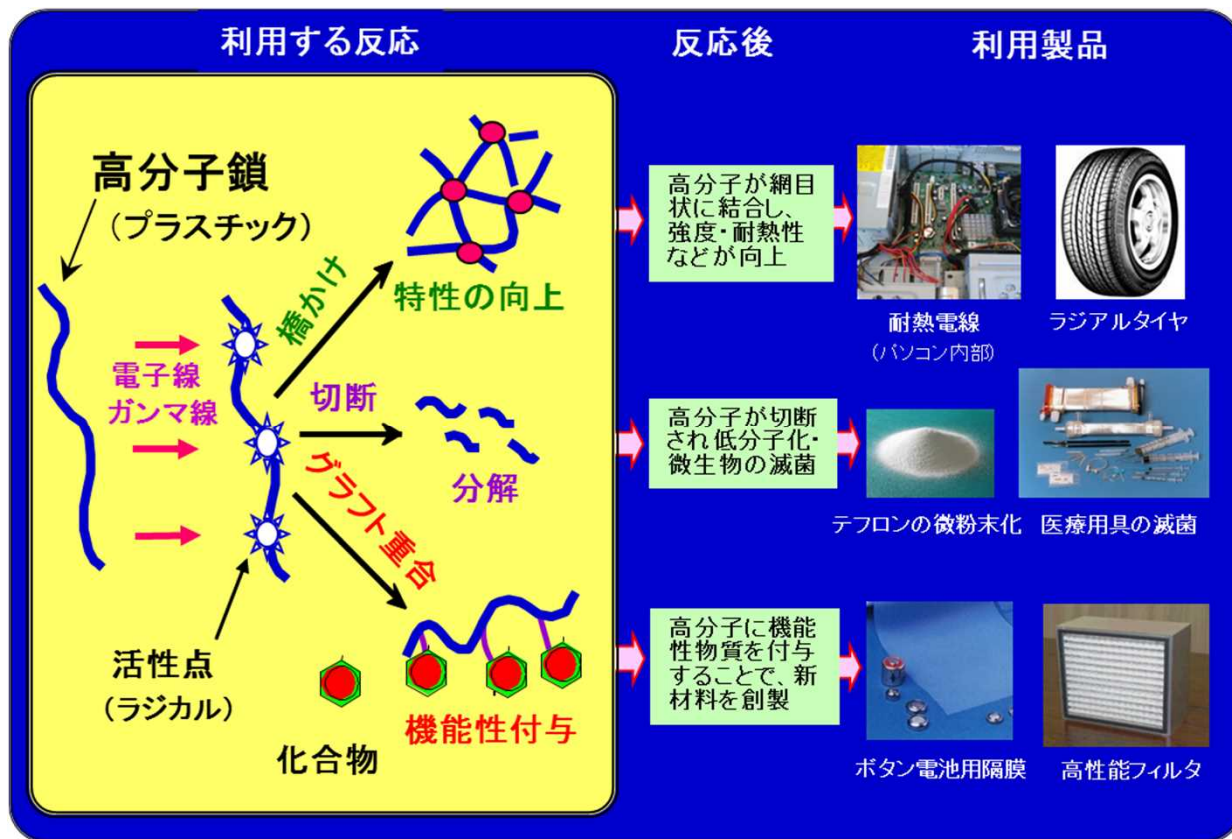 利用する反応
反応後
利用製品
高分子鎖
(プラスチック)
電子線
ガンマ線
活性点
(ラジカル)
橋かけ
特性の向上
切断
分解
グラフト重合
化合物
機能性付与
高分子が網目
状に結合し、
強度・耐熱性
などが向上
耐熱電線
(パソコン内部)
ラジアルタイヤ
高分子が切断
され低分子化・
微生物の滅菌
テフロンの微粉末化
医療用具の滅菌
高分子に機能
性物質を付与
することで、新
材料を創製
ボタン電池用隔膜
高性能フィルタ